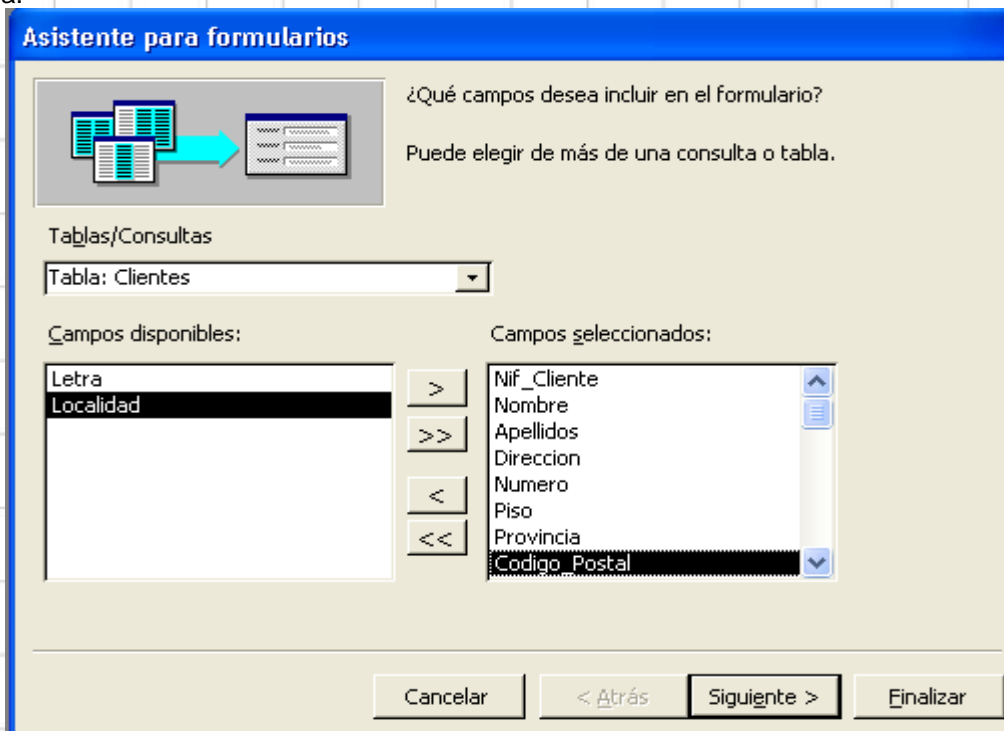 a.
Asistente para formularios
¿Qué campos desea incluir en el formulario?
Puede elegir de más de una consulta o tabla.
Tablas/Consultas
Tabla: Clientes
Campos disponibles:
Campos seleccionados:
Letra
Localidad
>
>>
<
<<
Nif_Cliente
Nombre
Apellidos
Direccion
Numero
Piso
Provincia
Codigo_Postal
Cancelar
< Atrás
Siguiente >
Finalizar